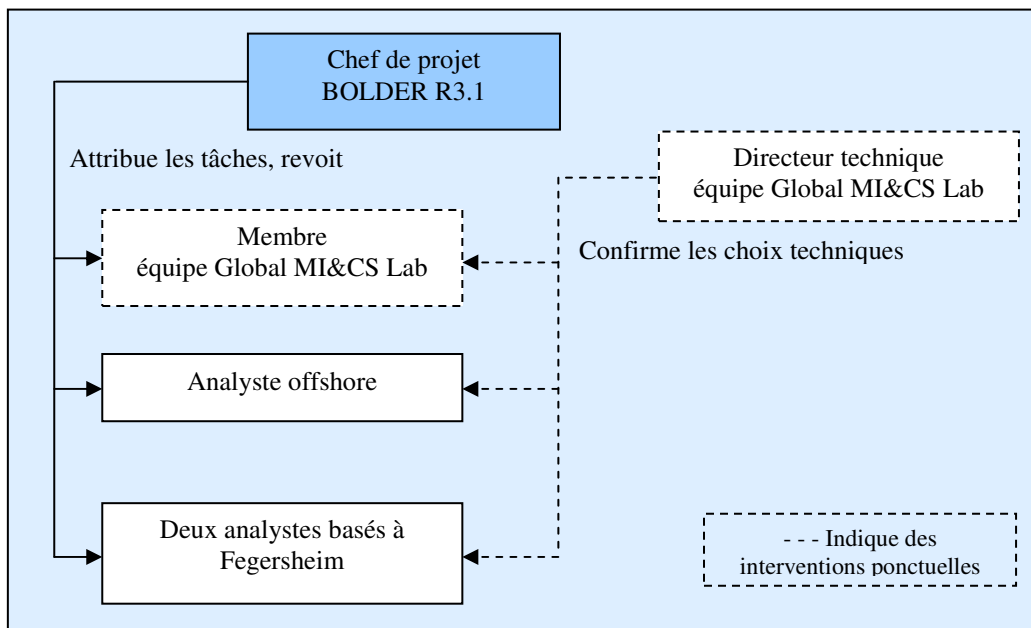 Chef de projet
BOLDER R3.1
Attribue les tâches, revoit
Directeur technique
équipe Global MI&CS Lab
Membre
équipe Global MI&CS Lab
Confirme les choix techniques
Analyste offshore
Deux analystes basés à
Fegersheim
- - - Indique des
interventions ponctuelles